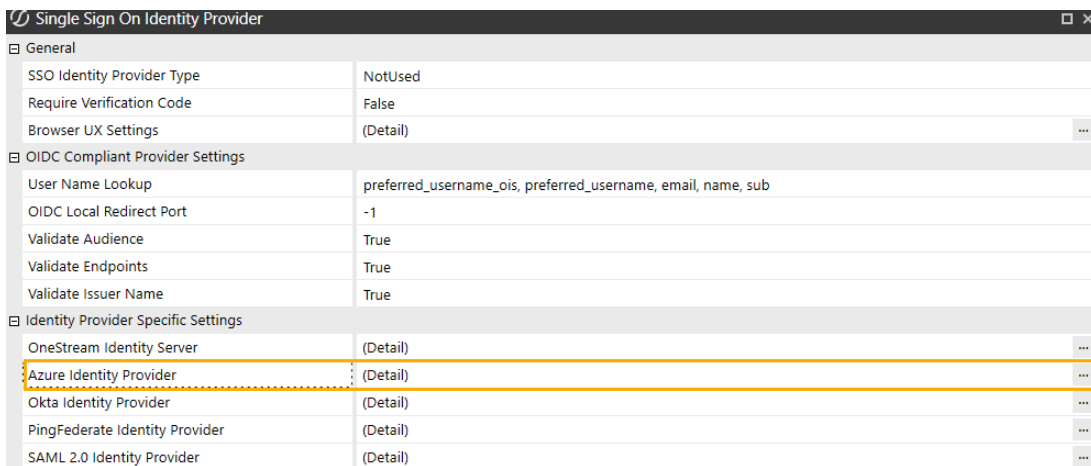 Single Sign On Identity Provider
General
SSO Identity Provider Type NotUsed
Require Verification Code False
Browser UX Settings (Detail) ...
OIDC Compliant Provider Settings
User Name Lookup preferred_username_ois, preferred_username, email, name, sub
OIDC Local Redirect Port -1
Validate Audience True
Validate Endpoints True
Validate Issuer Name True
Identity Provider Specific Settings
OneStream Identity Server (Detail) ...
Azure Identity Provider (Detail) ...
Okta Identity Provider (Detail) ...
PingFederate Identity Provider (Detail) ...
SAML 2.0 Identity Provider (Detail) ...